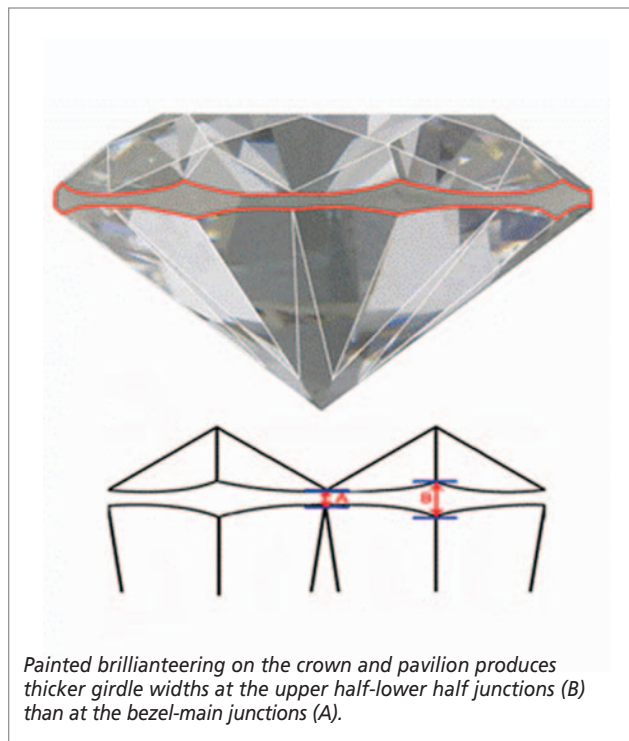 A
B
Painted brillianteering on the crown and pavilion produces
thicker girdle widths at the upper half-lower half junctions (B)
than at the bezel-main junctions (A).